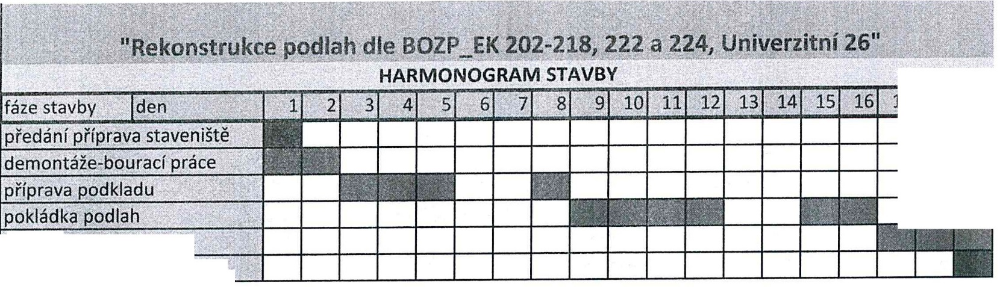 "Rekonstrukce podlah dle BOZP_EK 202-218, 222 a 224, Univerzitní 26"
HARMONOGRAM STAVBY
fáze stavby den 1 2 3 4 5 6 7 8 9 10 11 12 13 14 15 16
předání příprava staveniště
demontáže-bourací práce
příprava podkladu
pokládka podlah